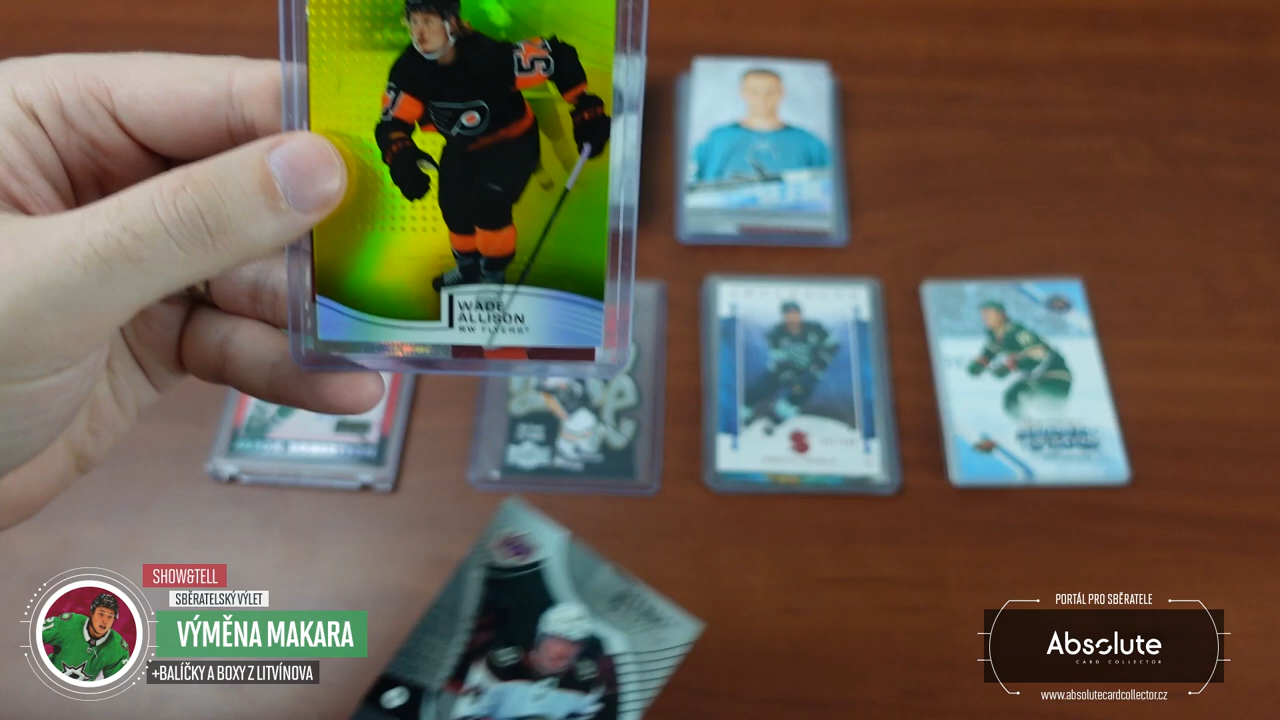 WADE
ALLISON
RW FLYERS
SHOW&TELL
SBĚRATELSKÝ VÝLET
VÝMĚNA MAKARA
+BALÍČKY A BOXY Z LITVÍNOVA
PORTÁL PRO SBĚRATELE
Absolute
CARD COLLECTOR
www.absolutecardcollector.cz